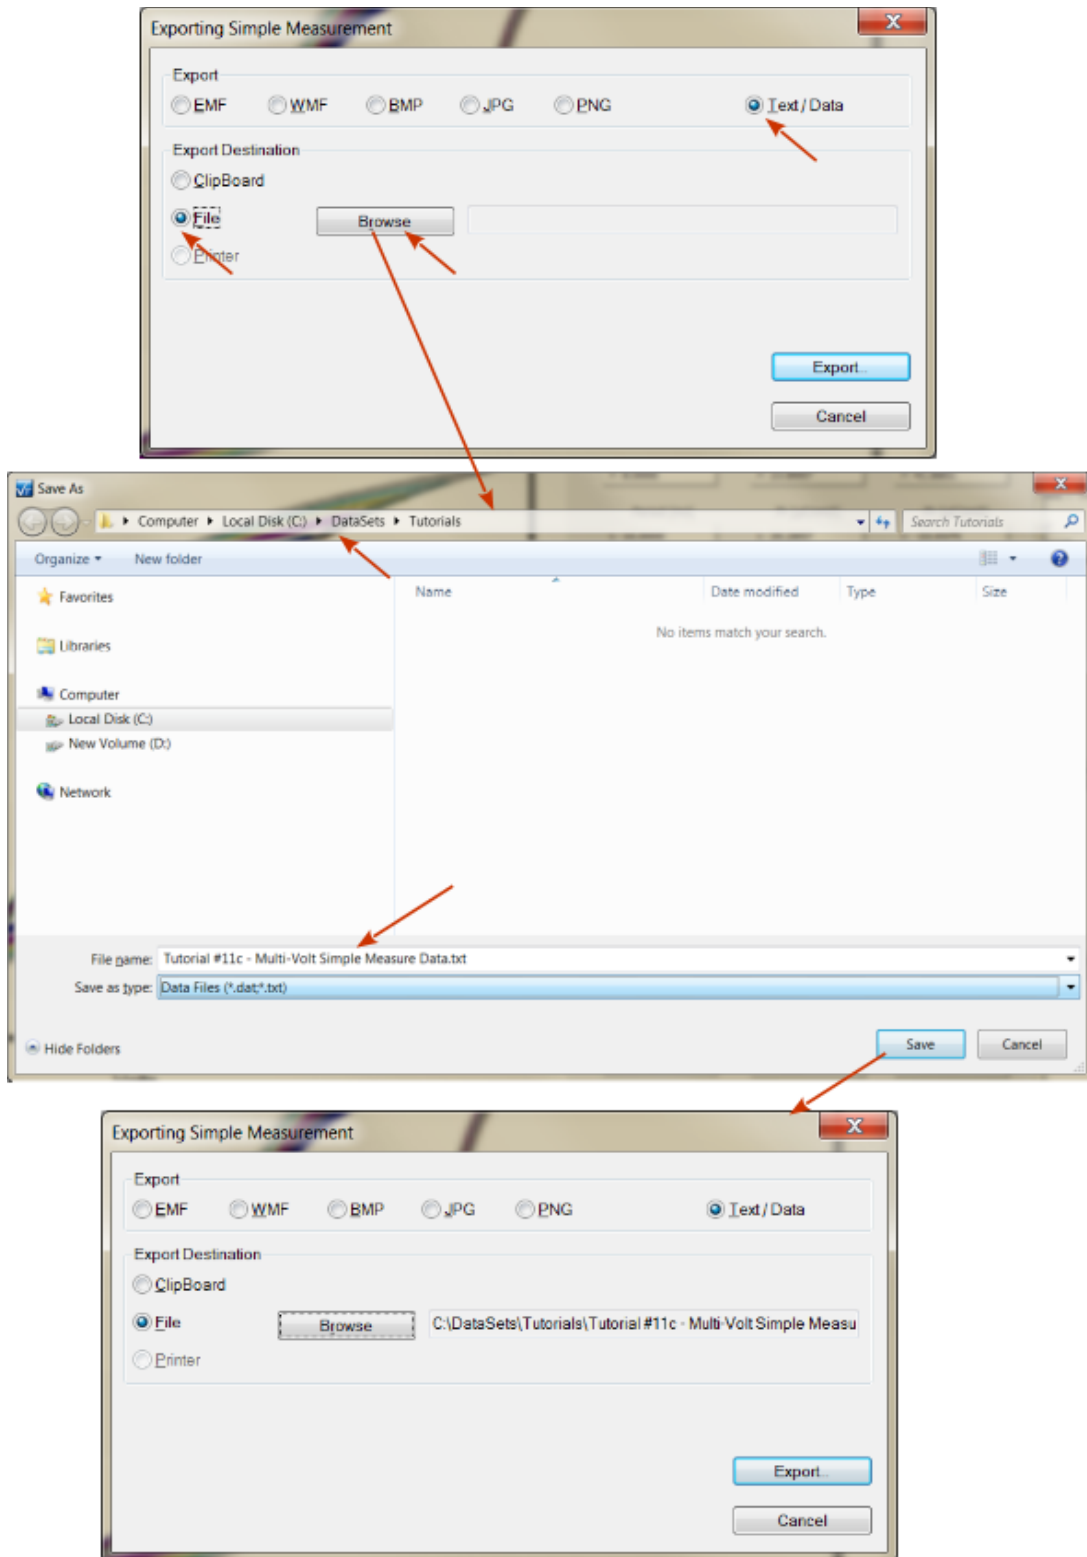 Exporting Simple Measurement
Export
EMF WMF BMP JPG PNG Text / Data
Export Destination
ClipBoard
File Browse
Printer
Export..
Cancel
Save As
Computer Local Disk (C:) DataSets Tutorials Search Tutorials
Organize New folder
Name Date modified Type Size
Favorites
No items match your search.
Libraries
Computer
Local Disk (C:)
New Volume (D:)
Network
File name: Tutorial #11c - Multi-Volt Simple Measure Data.txt
Save as type: Data Files (*.dat;*.txt)
Hide Folders Save Cancel
Exporting Simple Measurement
Export
EMF WMF BMP JPG PNG Text / Data
Export Destination
ClipBoard
File Browse C:\DataSets\Tutorials\Tutorial #11c - Multi-Volt Simple Measu
Printer
Export..
Cancel